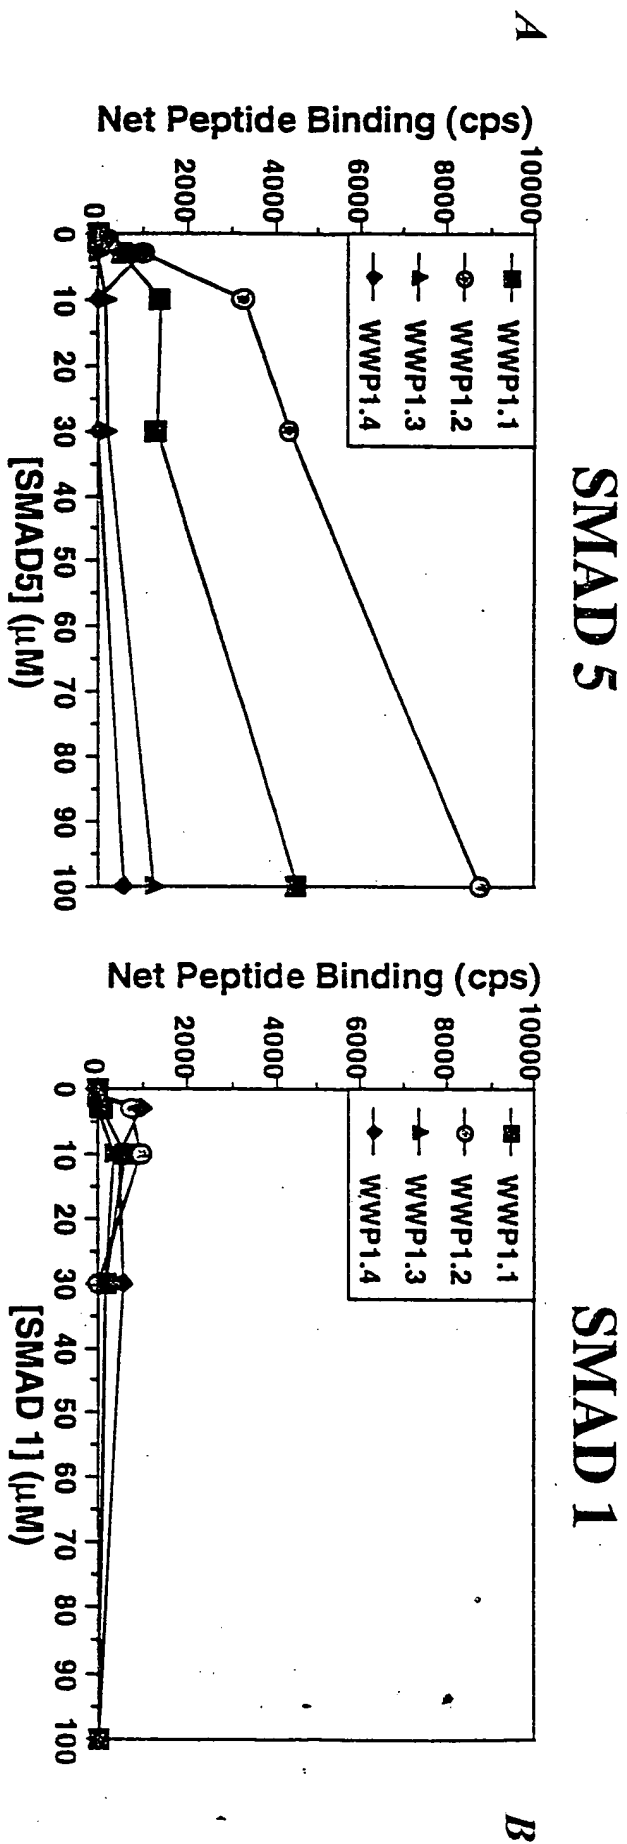 A
SMAD 5
Net Peptide Binding (cps)
10000
8000
6000
4000
2000
0
WWP1.1
WWP1.2
WWP1.3
WWP1.4
0 10 20 30 40 50 60 70 80 90 100
[SMAD5] (μM)
B
SMAD 1
Net Peptide Binding (cps)
10000
8000
6000
4000
2000
0
WWP1.1
WWP1.2
WWP1.3
WWP1.4
0 10 20 30 40 50 60 70 80 90 100
[SMAD 1] (μM)